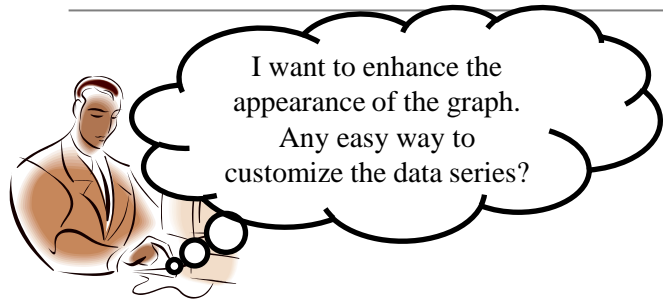 I want to enhance the
appearance of the graph.
Any easy way to
customize the data series?